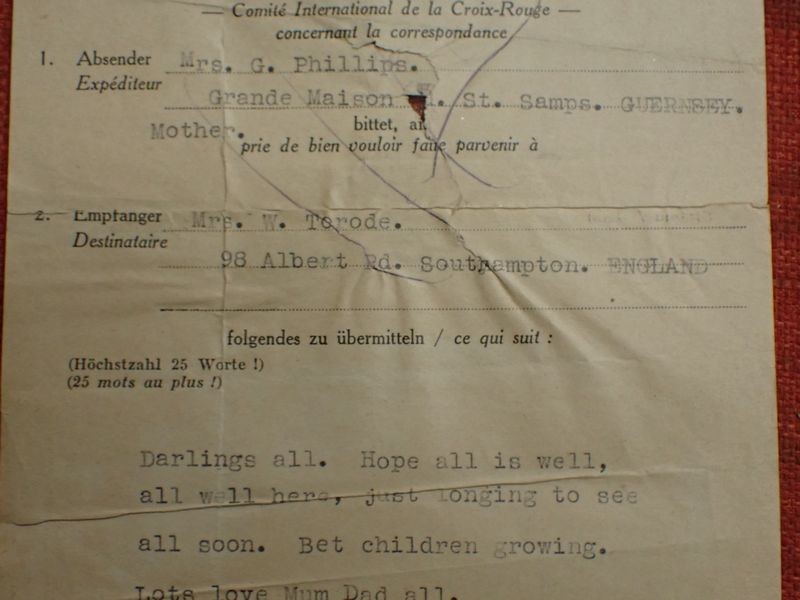 — Comité International de la Croix-Rouge —
concernant la correspondance
1. Absender Mrs. G. Phillips.
Expéditeur
Grande Maison St. Samps. GUERNSEY.
Mother. bittet, an
prie de bien vouloir faire parvenir à
2. Empfanger Mrs. W. Torode.
Destinataire
98 Albert Rd. Southampton. ENGLAND
folgendes zu übermitteln / ce qui suit :
(Höchstzahl 25 Worte !)
(25 mots au plus !)
Darlings all. Hope all is well,
all well here, just longing to see
all soon. Bet children growing.
Lots love Mum Dad all.